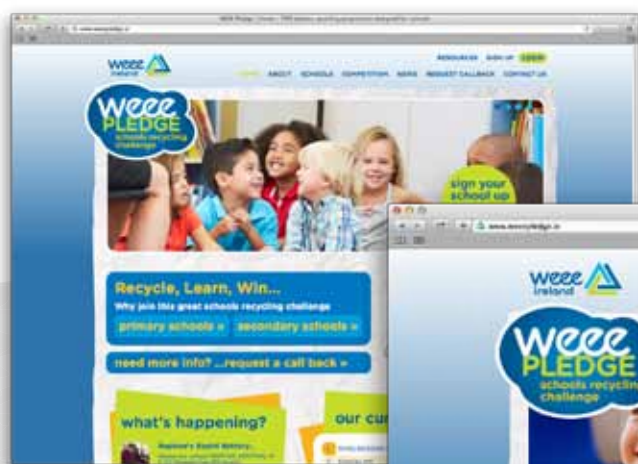 weee
ireland
RESOURCES SIGN UP LOGIN
HOME ABOUT SCHOOLS COMPETITION NEWS REQUEST CALLBACK CONTACT US
weee
PLEDGE
schools recycling
challenge
sign your
school up
Recycle, Learn, Win...
Why join this great schools recycling challenge
primary schools » secondary schools »
need more info? ...request a call back »
what's happening?
our cu
www.weeepledge.ie
weee
ireland
weee
PLEDGE
schools recycling
challenge